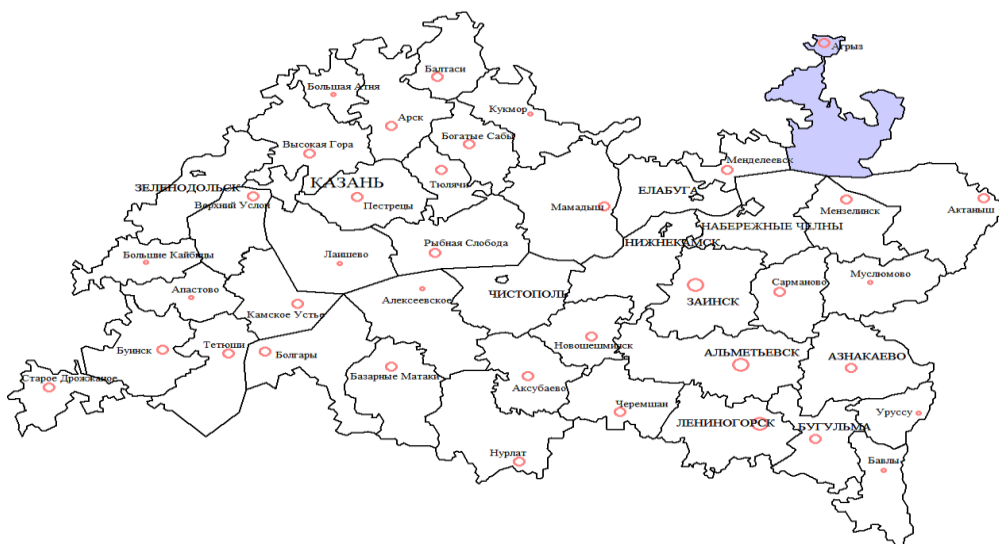 Агрыз
Балтаси
Большая Атня
Кукмор
Арск
Богатые Сабы
Высокая Гора
Менделеевск
КАЗАНЬ
Тюлячи
ЗЕЛЕНОДОЛЬСК
ЕЛАБУГА
Верхний Услон
Пестрецы
Мамадыш
Мензелинск
Актаныш
НАБЕРЕЖНЫЕ ЧЕЛНЫ
Рыбная Слобода
НИЖНЕКАМСК
Большие Кайбицы
Лаишево
Муслюмово
Сарманово
Апастово
Алексеевское
ЧИСТОПОЛЬ
ЗАИНСК
Камское Устье
Буинск
Тетюши
Болгары
Новошешминск
АЛЬМЕТЬЕВСК
АЗНАКАЕВО
Старое Дрожжаное
Базарные Матаки
Аксубаево
Черемшан
Уруссу
ЛЕНИНОГОРСК
БУГУЛЬМА
Нурлат
Бавлы